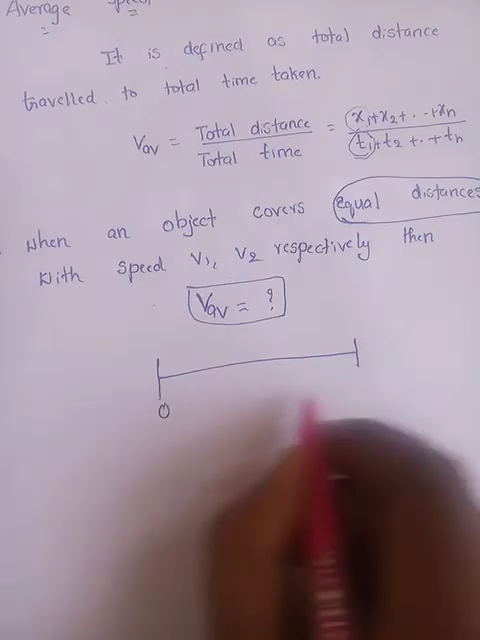 Average Speed
It is defined as total distance
travelled to total time taken.
Vav = Total distance / Total time = x1+x2+..+xn / t1+t2+.+tn
When an object covers equal distances
with speed V1, V2 respectively then
Vav = ?
O